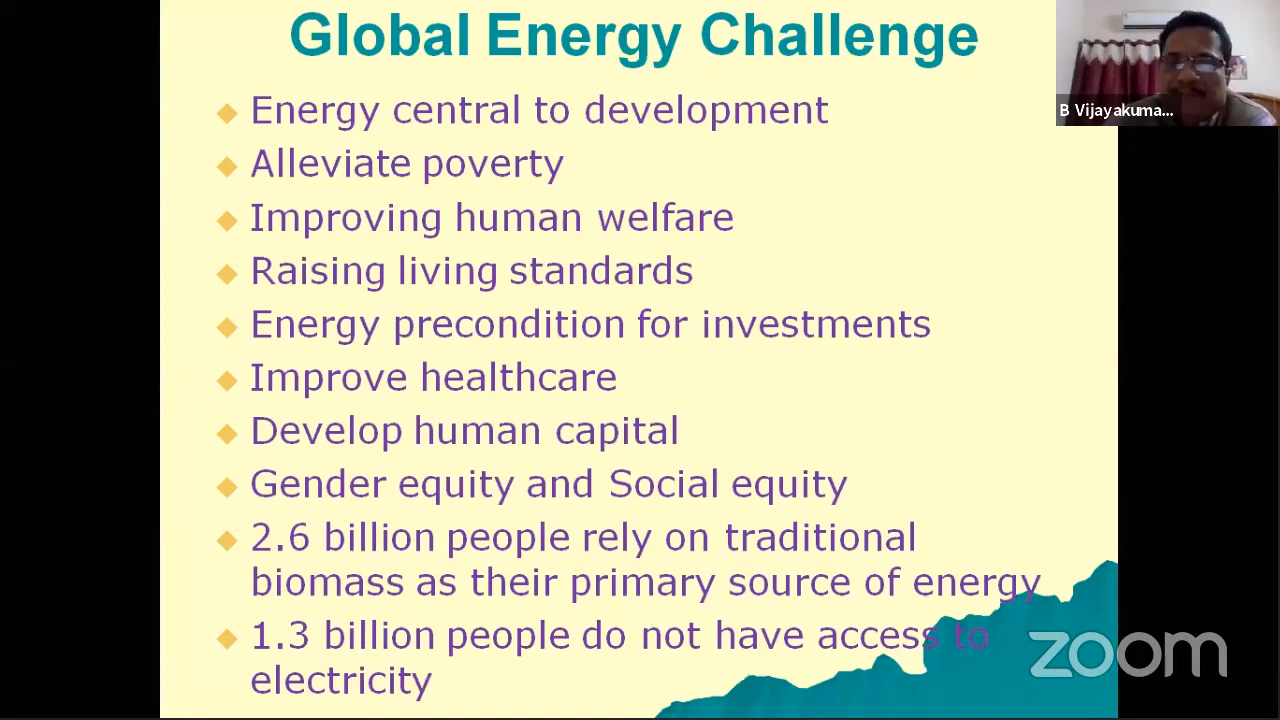 Global Energy Challenge
B Vijayakuma...
Energy central to development
Alleviate poverty
Improving human welfare
Raising living standards
Energy precondition for investments
Improve healthcare
Develop human capital
Gender equity and Social equity
2.6 billion people rely on traditional
biomass as their primary source of energy
1.3 billion people do not have access to
electricity
zoom